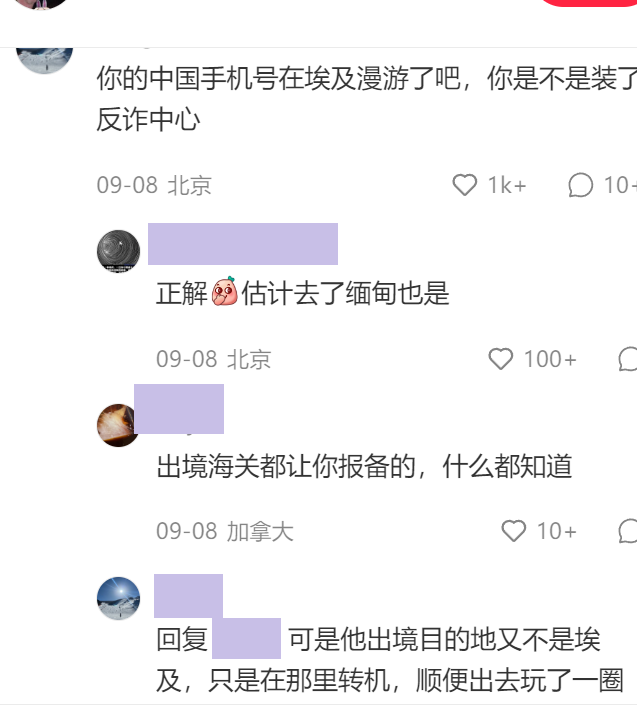 你的中国手机号在埃及漫游了吧，你是不是装了
反诈中心
09-08 北京
1k+
10+
正解估计去了缅甸也是
09-08 北京
100+
出境海关都让你报备的，什么都知道
09-08 加拿大
10+
回复 可是他出境目的地又不是埃
及，只是在那里转机，顺便出去玩了一圈